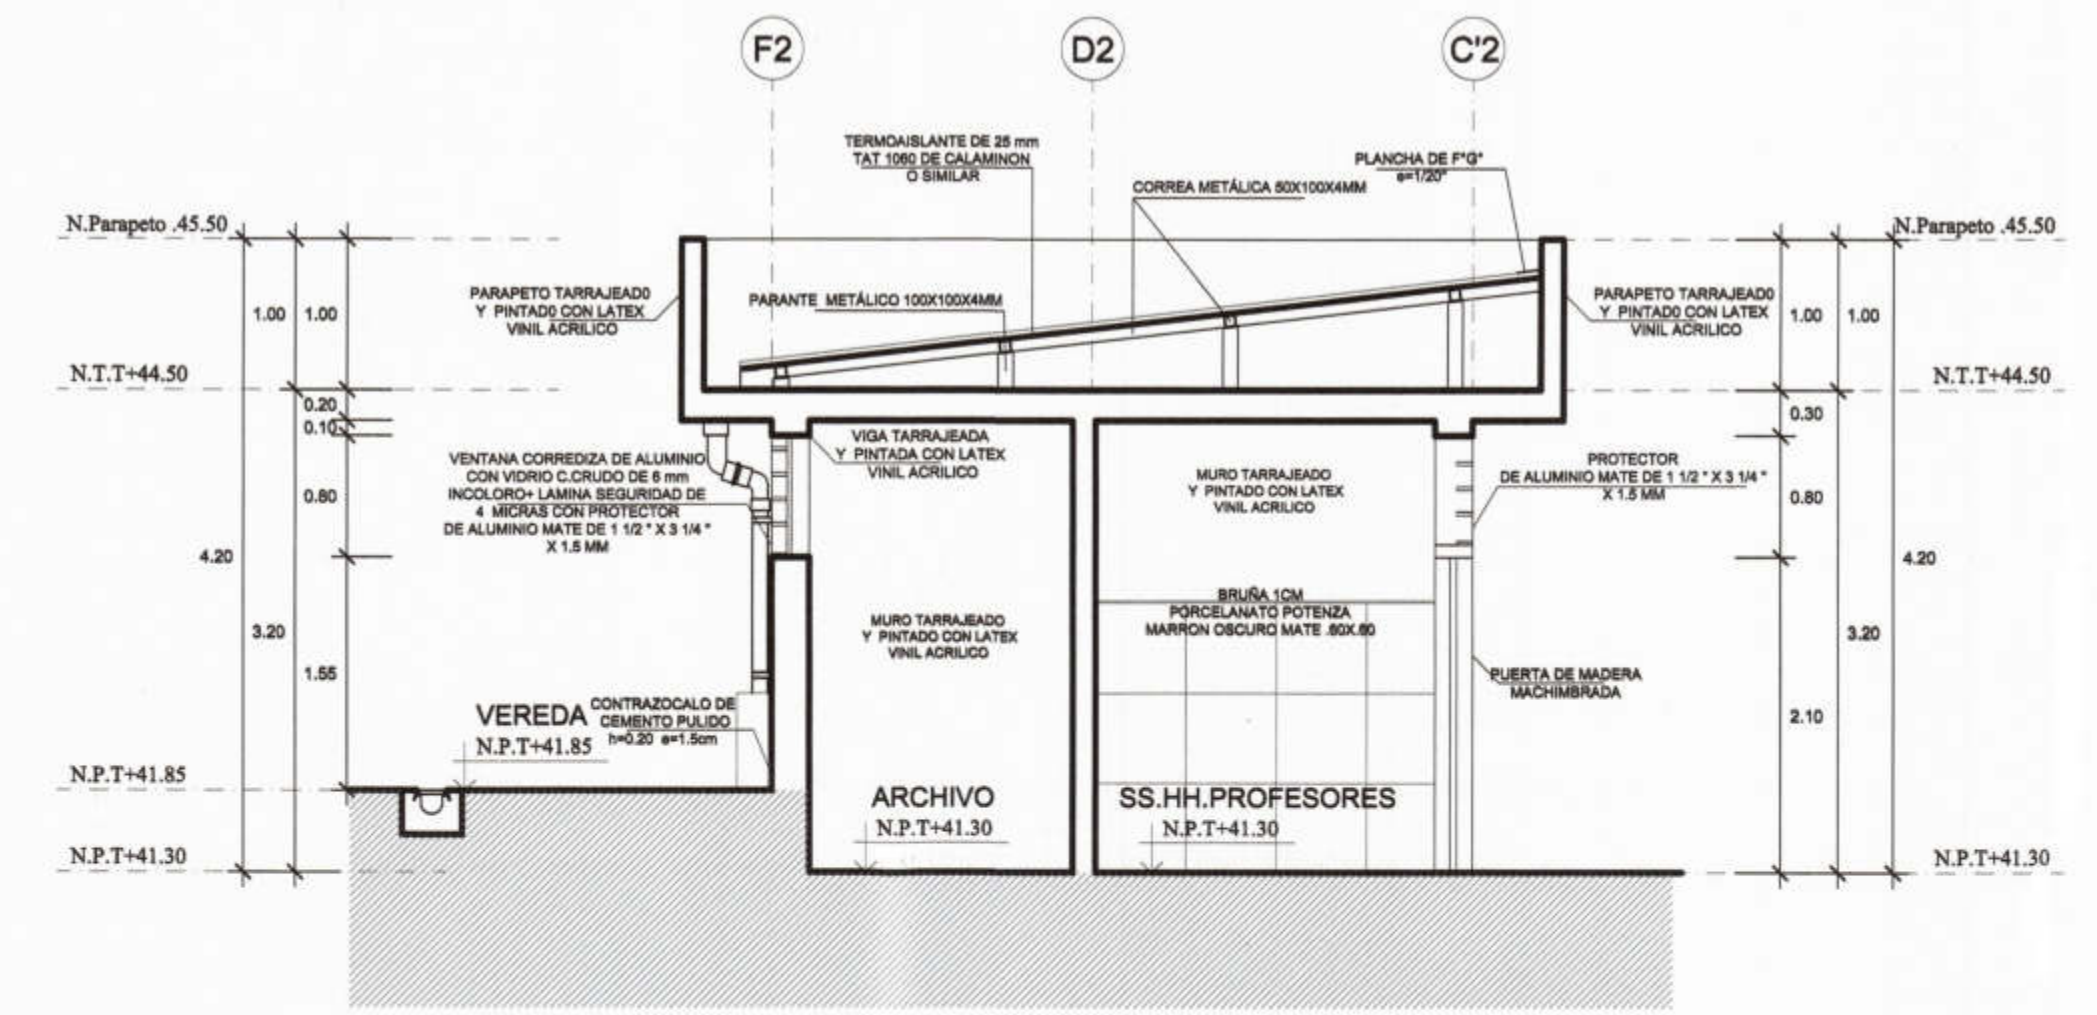 F2
D2
C'2
TERMOAISLANTE DE 25 mm
TAT 1060 DE CALAMINON
O SIMILAR
PLANCHA DE F"G"
e=1/20"
CORREA METÁLICA 50X100X4MM
N.Parapeto .45.50
N.Parapeto .45.50
PARAPETO TARRAJEADO
Y PINTADO CON LATEX
VINIL ACRILICO
PARANTE METÁLICO 100X100X4MM
PARAPETO TARRAJEADO
Y PINTADO CON LATEX
VINIL ACRILICO
1.00
1.00
1.00
1.00
N.T.T+44.50
N.T.T+44.50
0.20
0.10
0.30
VIGA TARRAJEADA
Y PINTADA CON LATEX
VINIL ACRILICO
VENTANA CORREDIZA DE ALUMINIO
CON VIDRIO C.CRUDO DE 6 mm
INCOLORO+ LAMINA SEGURIDAD DE
4 MICRAS CON PROTECTOR
DE ALUMINIO MATE DE 1 1/2 " X 3 1/4 "
X 1.5 MM
MURO TARRAJEADO
Y PINTADO CON LATEX
VINIL ACRILICO
PROTECTOR
DE ALUMINIO MATE DE 1 1/2 " X 3 1/4 "
X 1.5 MM
0.80
0.80
4.20
4.20
BRUÑA 1CM
PORCELANATO POTENZA
MARRON OSCURO MATE .60X.60
MURO TARRAJEADO
Y PINTADO CON LATEX
VINIL ACRILICO
3.20
3.20
1.55
PUERTA DE MADERA
MACHIMBRADA
2.10
VEREDA
N.P.T+41.85
CONTRAZOCALO DE
CEMENTO PULIDO
h=0.20 e=1.5cm
N.P.T+41.85
ARCHIVO
N.P.T+41.30
SS.HH.PROFESORES
N.P.T+41.30
N.P.T+41.30
N.P.T+41.30